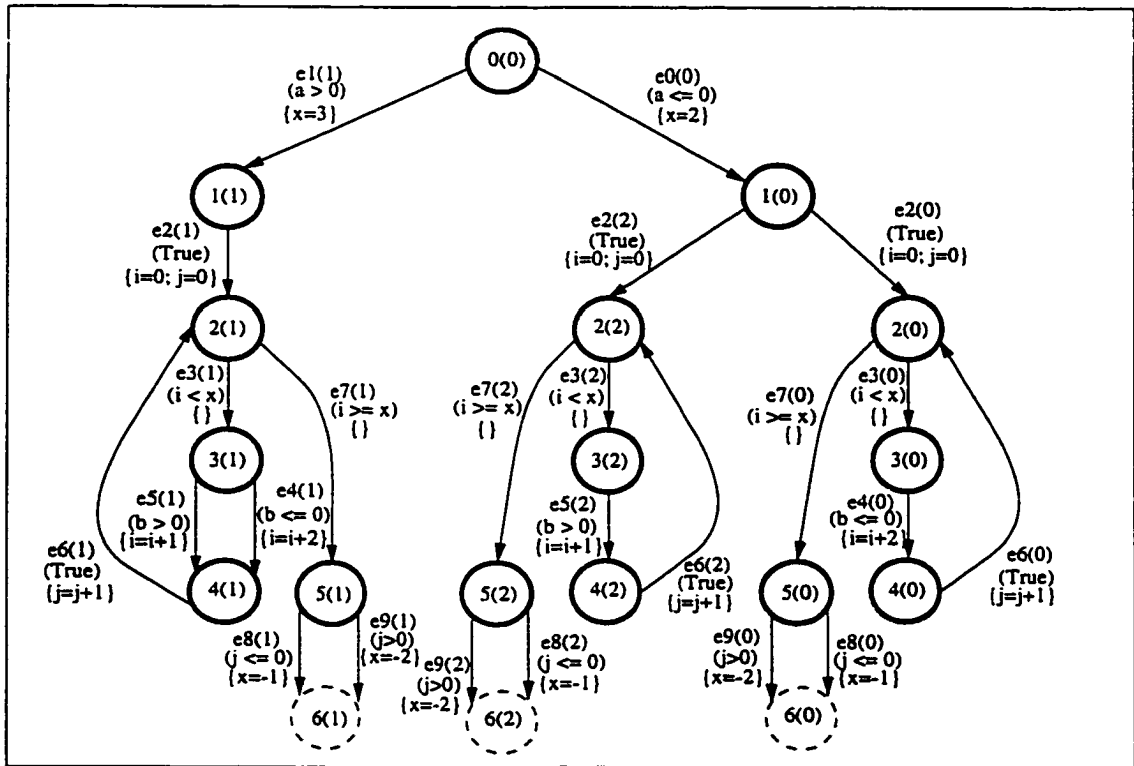 0(0)
e1(1)
(a > 0)
{x=3}
e0(0)
(a <= 0)
{x=2}
1(1)
1(0)
e2(1)
(True)
{i=0; j=0}
e2(2)
(True)
{i=0; j=0}
e2(0)
(True)
{i=0; j=0}
2(1)
2(2)
2(0)
e3(1)
(i < x)
{}
e7(1)
(i >= x)
{}
e7(2)
(i >= x)
{}
e3(2)
(i < x)
{}
e7(0)
(i >= x)
{}
e3(0)
(i < x)
{}
3(1)
3(2)
3(0)
e5(1)
(b > 0)
{i=i+1}
e4(1)
(b <= 0)
{i=i+2}
e5(2)
(b > 0)
{i=i+1}
e4(0)
(b <= 0)
{i=i+2}
e6(1)
(True)
{j=j+1}
e6(2)
(True)
{j=j+1}
e6(0)
(True)
{j=j+1}
4(1)
5(1)
5(2)
4(2)
5(0)
4(0)
e8(1)
(j <= 0)
{x=-1}
e9(1)
(j>0)
{x=-2}
e9(2)
(j>0)
{x=-2}
e8(2)
(j <= 0)
{x=-1}
e9(0)
(j>0)
{x=-2}
e8(0)
(j <= 0)
{x=-1}
6(1)
6(2)
6(0)